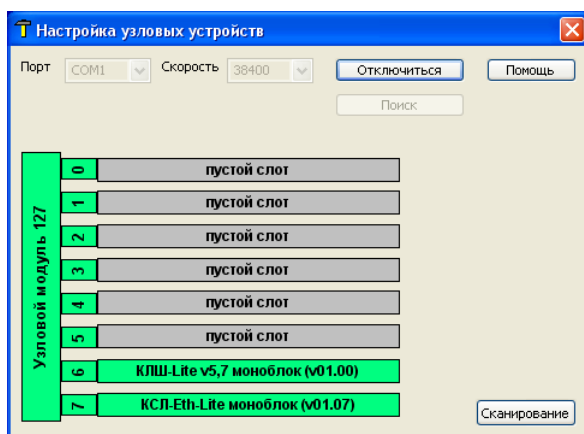 Настройка узловых устройств
Порт COM1 Скорость 38400 Отключиться Помощь
Поиск
Узловой модуль 127
0 пустой слот
1 пустой слот
2 пустой слот
3 пустой слот
4 пустой слот
5 пустой слот
6 КЛШ-Lite v5,7 моноблок (v01.00)
7 КСЛ-Eth-Lite моноблок (v01.07)
Сканирование